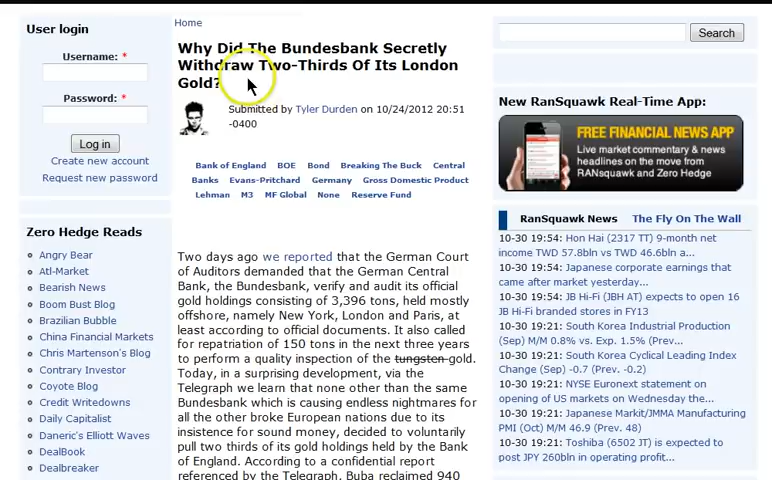 User login
Username: *
Password: *
Log in
Create new account
Request new password
Zero Hedge Reads
Angry Bear
Atl-Market
Bearish News
Boom Bust Blog
Brazilian Bubble
China Financial Markets
Chris Martenson's Blog
Contrary Investor
Coyote Blog
Credit Writedowns
Daily Capitalist
Daneric's Elliott Waves
DealBook
Dealbreaker
Home
Why Did The Bundesbank Secretly
Withdraw Two-Thirds Of Its London
Gold?
Submitted by Tyler Durden on 10/24/2012 20:51
-0400
Bank of England BOE Bond Breaking The Buck Central
Banks Evans-Pritchard Germany Gross Domestic Product
Lehman M3 MF Global None Reserve Fund
Two days ago we reported that the German Court
of Auditors demanded that the German Central
Bank, the Bundesbank, verify and audit its official
gold holdings consisting of 3,396 tons, held mostly
offshore, namely New York, London and Paris, at
least according to official documents. It also called
for repatriation of 150 tons in the next three years
to perform a quality inspection of the tungsten gold.
Today, in a surprising development, via the
Telegraph we learn that none other than the same
Bundesbank which is causing endless nightmares for
all the other broke European nations due to its
insistence for sound money, decided to voluntarily
pull two thirds of its gold holdings held by the Bank
of England. According to a confidential report
referenced by the Telegraph, Buba reclaimed 940
Search
New RanSquawk Real-Time App:
FREE FINANCIAL NEWS APP
Live market commentary & news
headlines on the move from
RANsquawk and Zero Hedge
RanSquawk News The Fly On The Wall
10-30 19:54: Hon Hai (2317 TT) 9-month net
income TWD 57.8bln vs TWD 46.6bln a...
10-30 19:54: Japanese corporate earnings that
came after market yesterday...
10-30 19:54: JB Hi-Fi (JBH AT) expects to open 16
JB Hi-Fi branded stores in FY13
10-30 19:21: South Korea Industrial Production
(Sep) M/M 0.8% vs. Exp. 1.5% (Prev...
10-30 19:21: South Korea Cyclical Leading Index
Change (Sep) -0.7 (Prev. -0.2)
10-30 19:21: NYSE Euronext statement on
opening of US markets on Wednesday the...
10-30 19:21: Japanese Markit/JMMA Manufacturing
PMI (Oct) M/M 46.9 (Prev. 48)
10-30 19:21: Toshiba (6502 JT) is expected to
post JPY 260bln in operating profit...